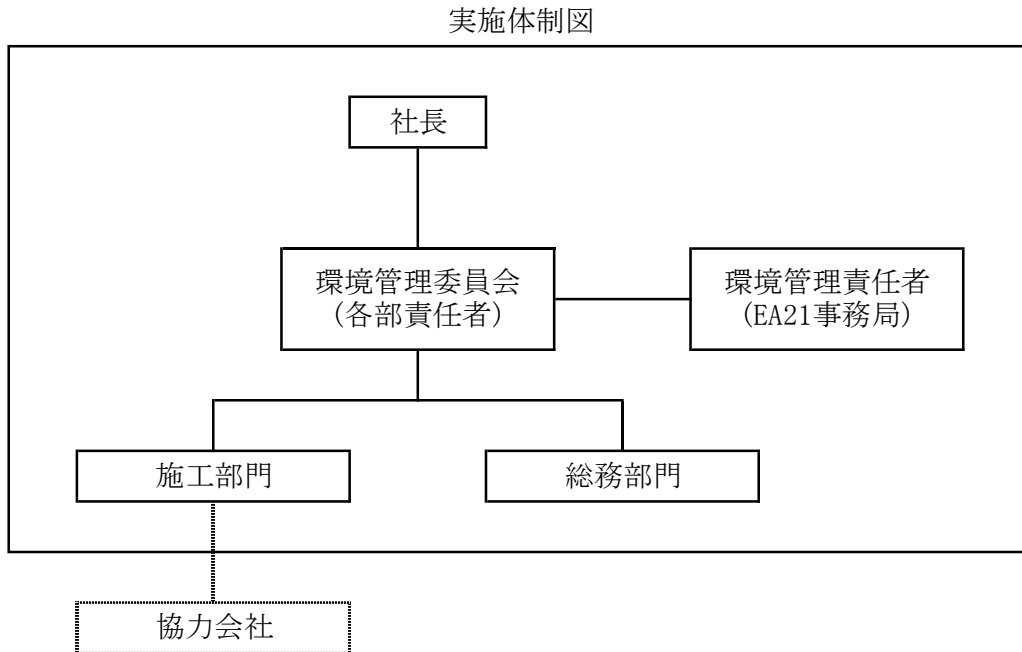 実施体制図
社長
環境管理委員会
(各部責任者)
環境管理責任者
(EA21事務局)
施工部門
総務部門
協力会社